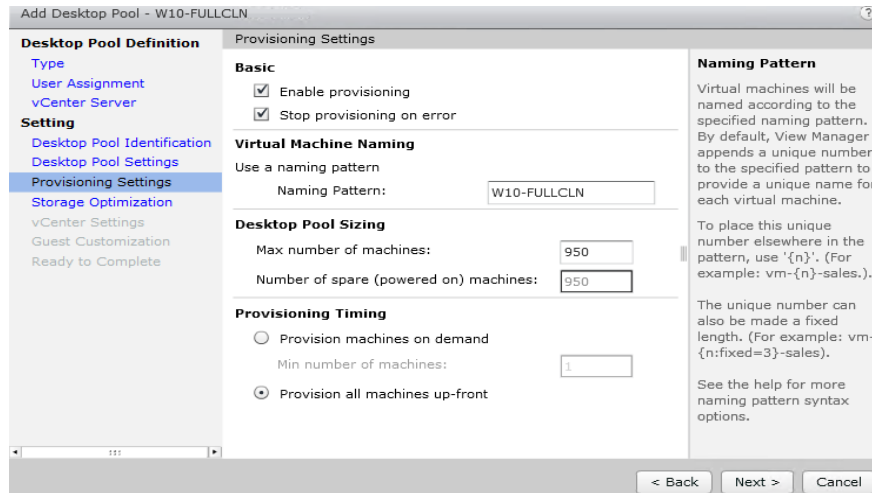 Add Desktop Pool - W10-FULLCLN
?
Desktop Pool Definition
Type
User Assignment
vCenter Server
Setting
Desktop Pool Identification
Desktop Pool Settings
Provisioning Settings
Storage Optimization
vCenter Settings
Guest Customization
Ready to Complete
Provisioning Settings
Basic
Enable provisioning
Stop provisioning on error
Virtual Machine Naming
Use a naming pattern
Naming Pattern: W10-FULLCLN
Desktop Pool Sizing
Max number of machines: 950
Number of spare (powered on) machines: 950
Provisioning Timing
Provision machines on demand
Min number of machines: 1
Provision all machines up-front
Naming Pattern
Virtual machines will be
named according to the
specified naming pattern.
By default, View Manager
appends a unique number
to the specified pattern to
provide a unique name for
each virtual machine.
To place this unique
number elsewhere in the
pattern, use '{n}'. (For
example: vm-{n}-sales.).
The unique number can
also be made a fixed
length. (For example: vm-
{n:fixed=3}-sales).
See the help for more
naming pattern syntax
options.
< Back
Next >
Cancel